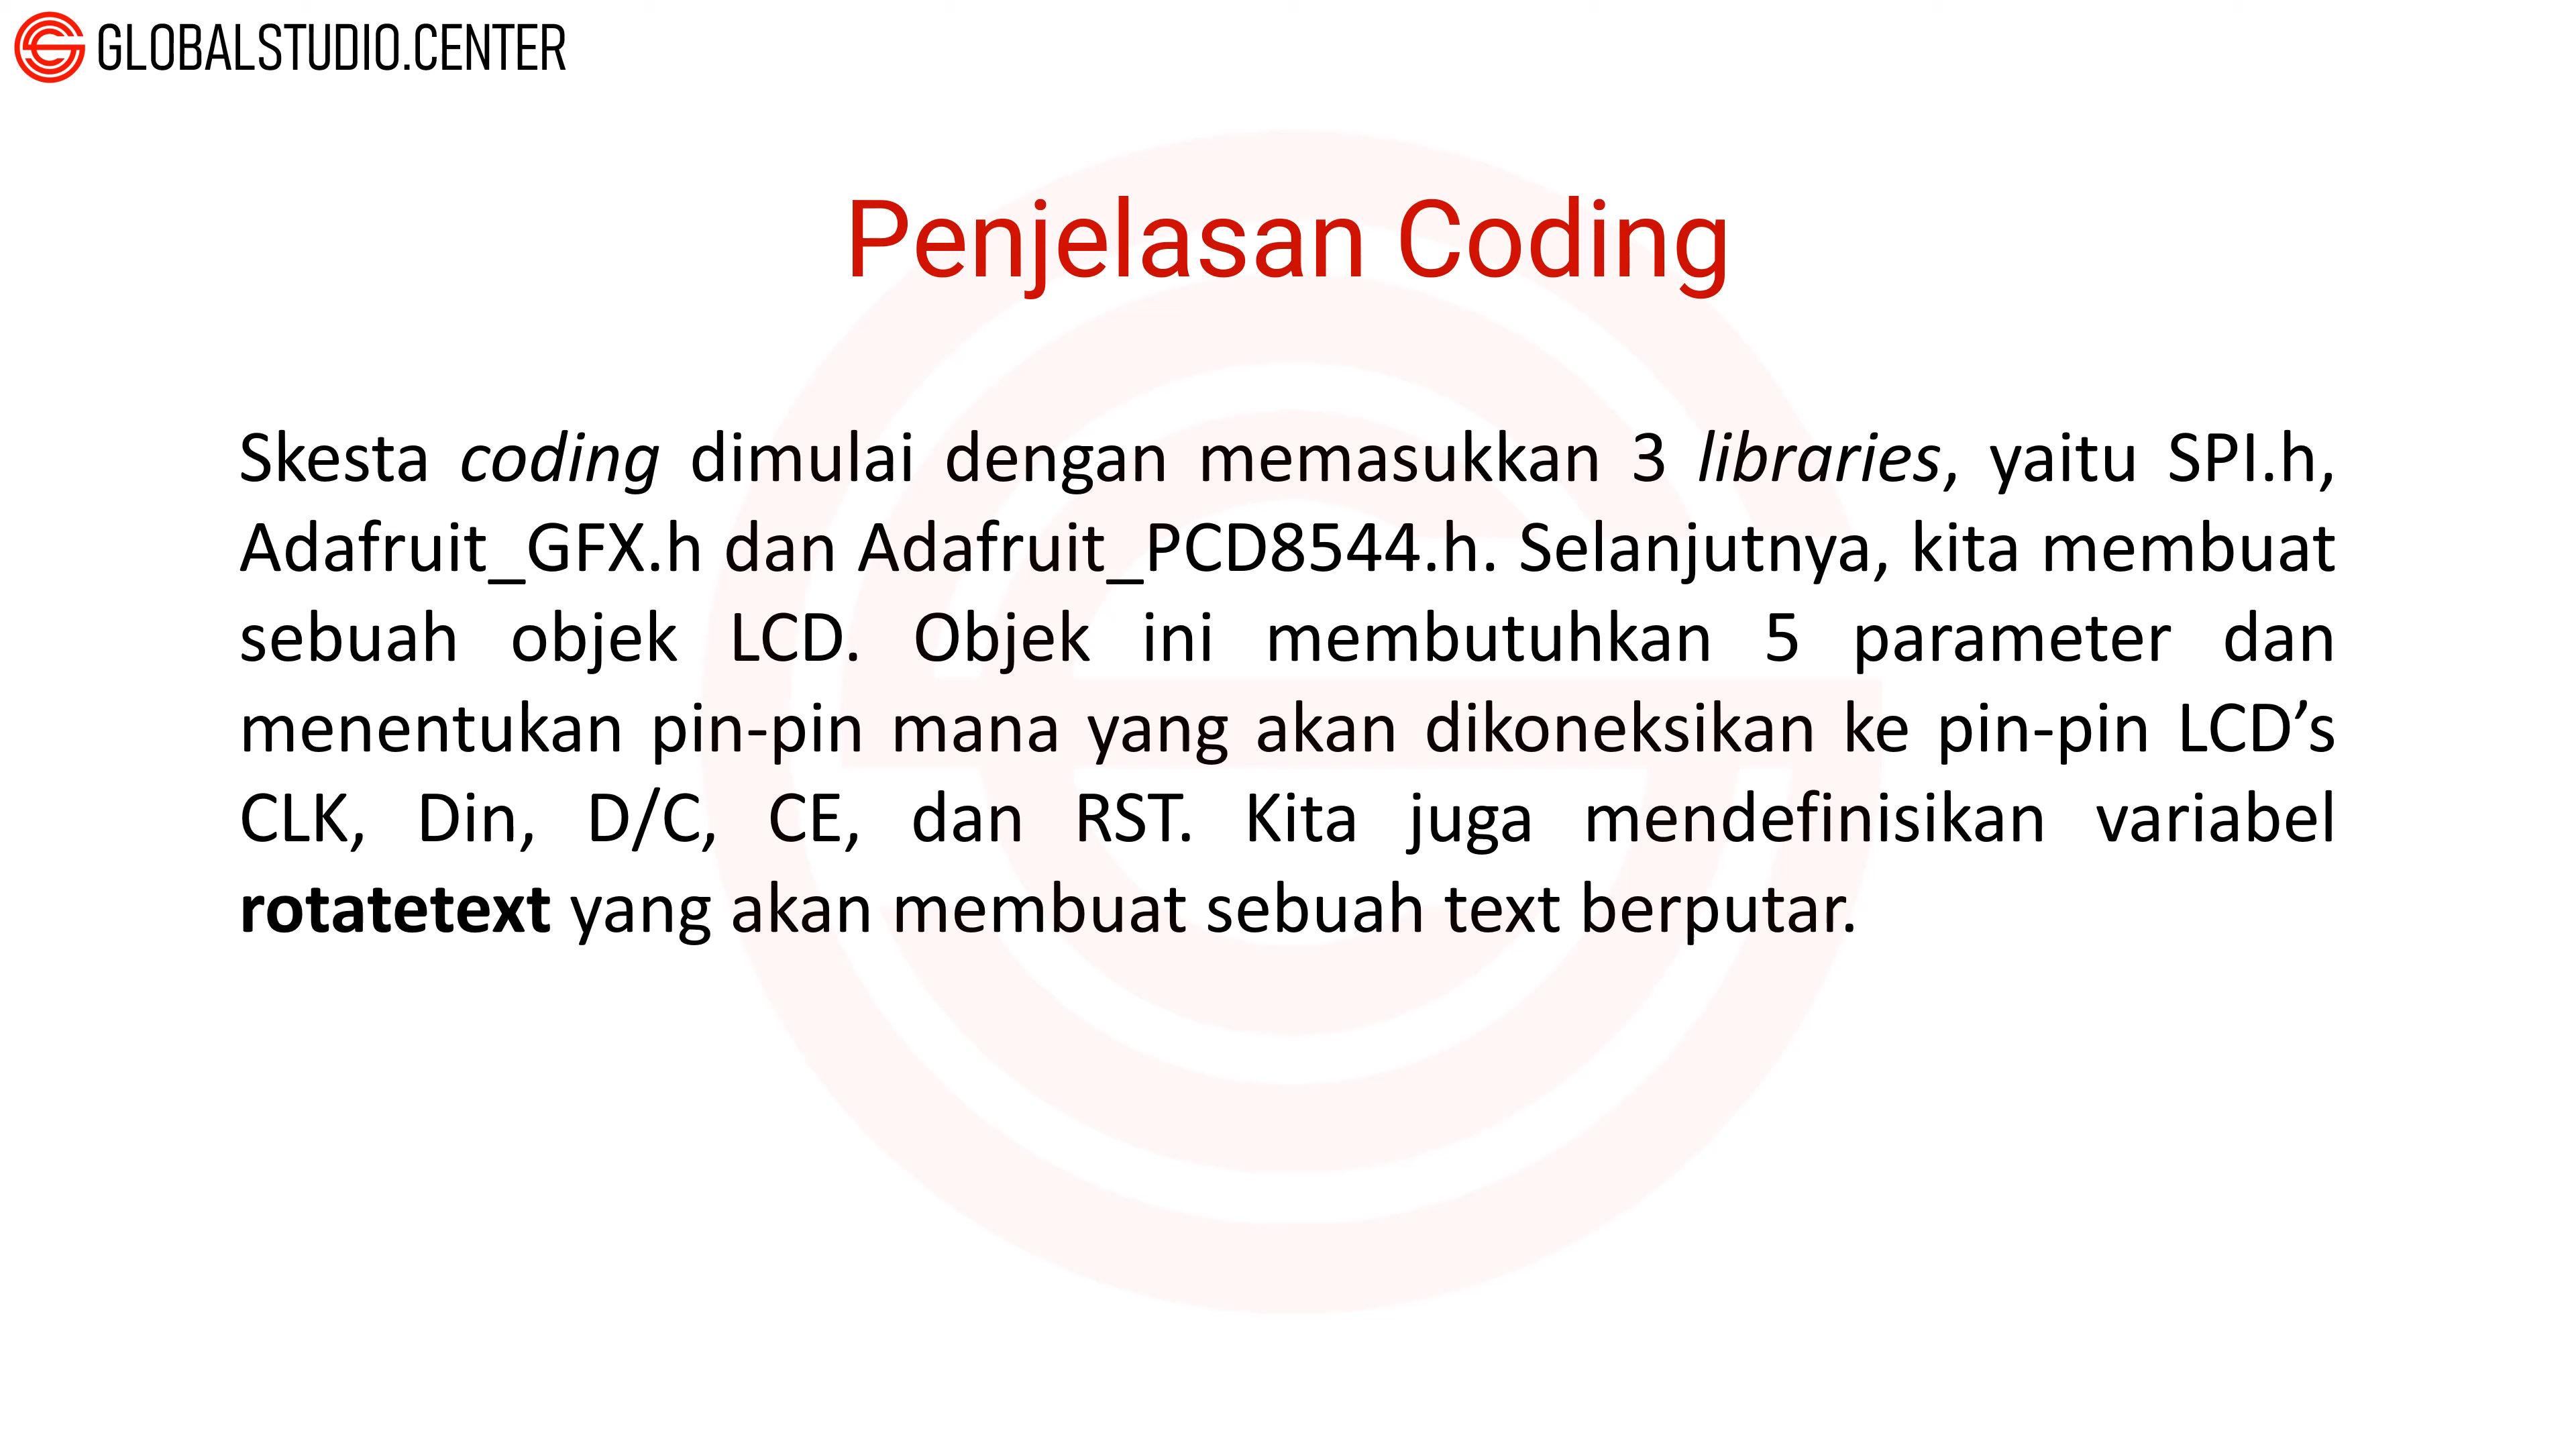 GLOBALSTUDIO.CENTER
Penjelasan Coding
Skesta coding dimulai dengan memasukkan 3 libraries, yaitu SPI.h,
Adafruit_GFX.h dan Adafruit_PCD8544.h. Selanjutnya, kita membuat
sebuah objek LCD. Objek ini membutuhkan 5 parameter dan
menentukan pin-pin mana yang akan dikoneksikan ke pin-pin LCD’s
CLK, Din, D/C, CE, dan RST. Kita juga mendefinisikan variabel
rotatetext yang akan membuat sebuah text berputar.